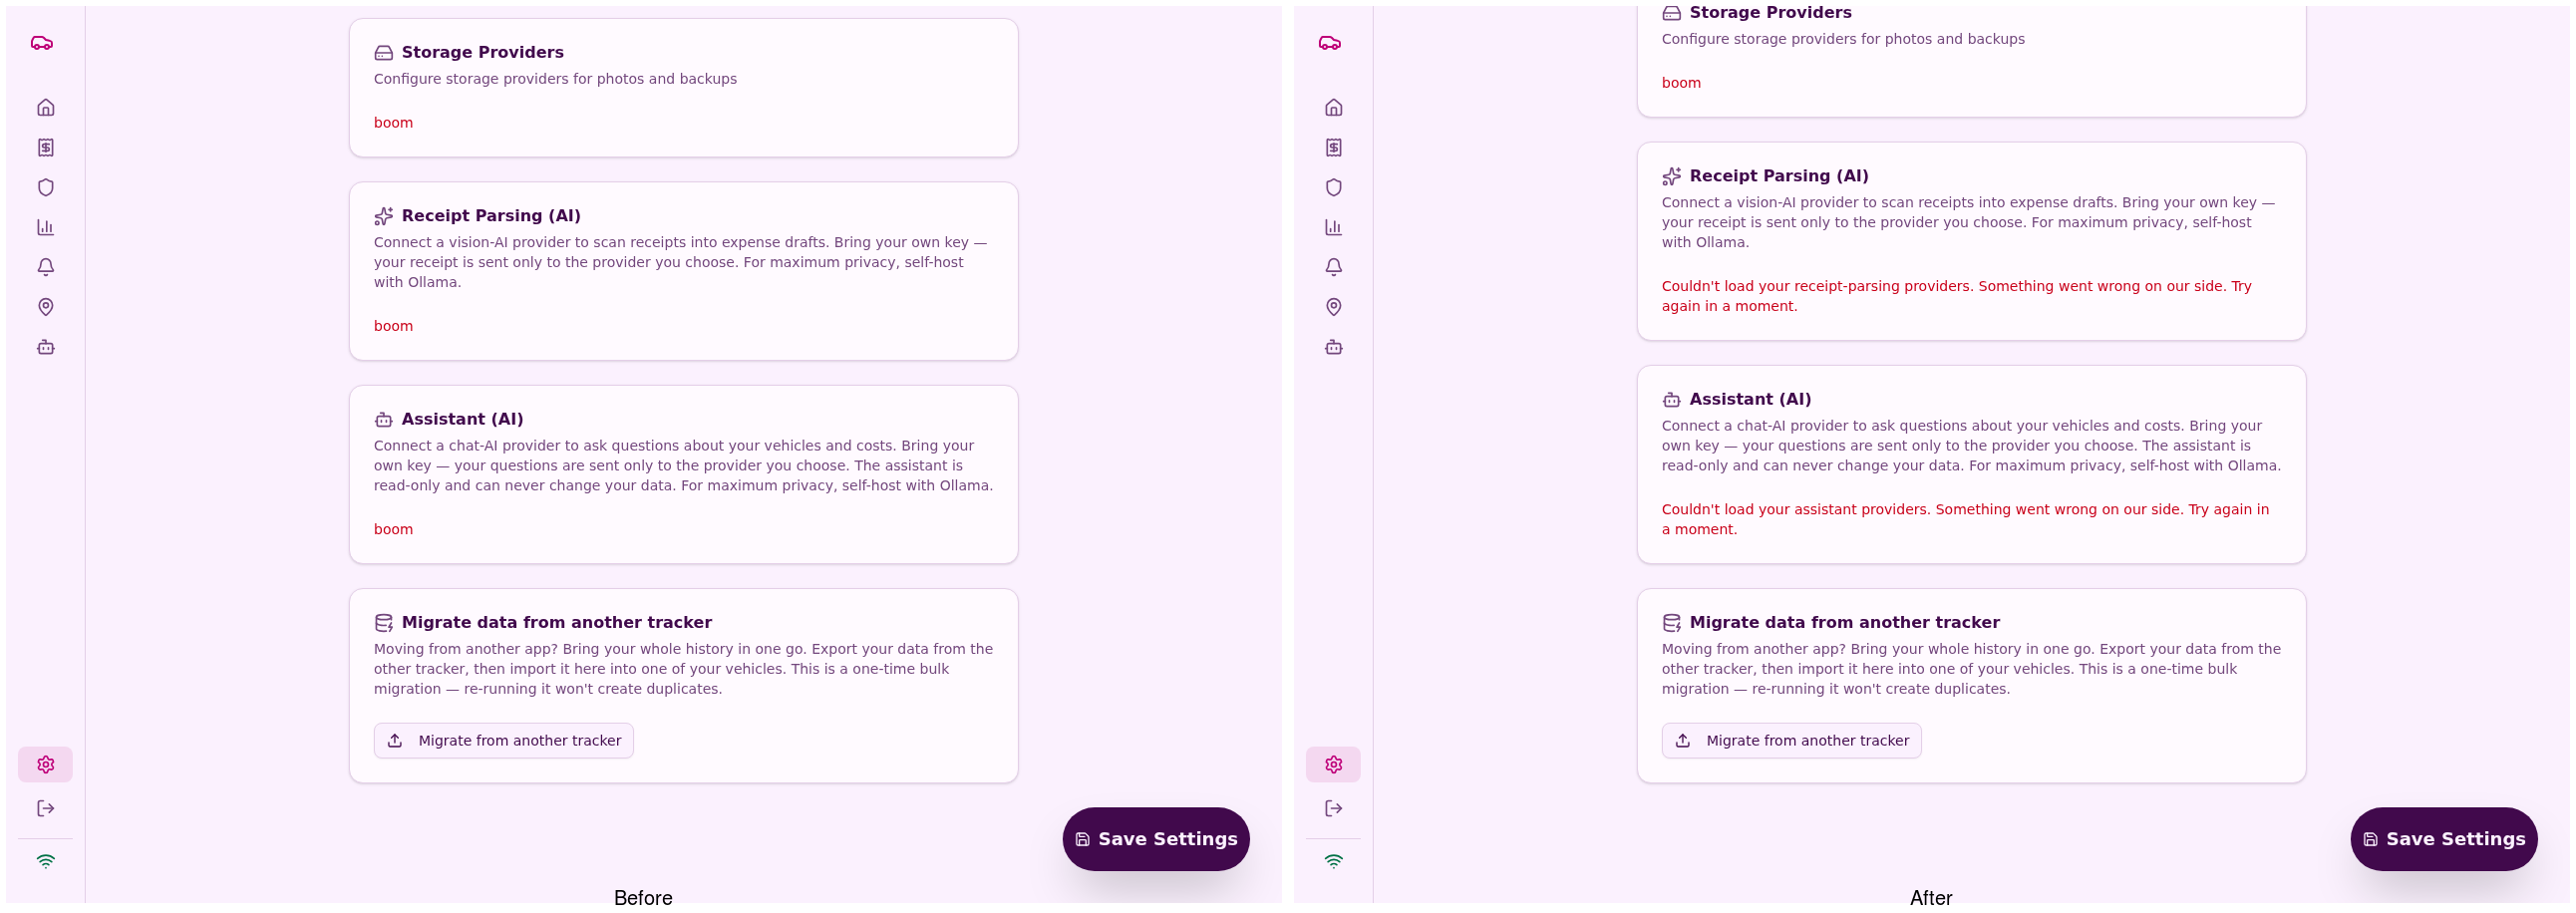 Storage Providers
Configure storage providers for photos and backups
boom
Receipt Parsing (AI)
Connect a vision-AI provider to scan receipts into expense drafts. Bring your own key —
your receipt is sent only to the provider you choose. For maximum privacy, self-host
with Ollama.
boom
Assistant (AI)
Connect a chat-AI provider to ask questions about your vehicles and costs. Bring your
own key — your questions are sent only to the provider you choose. The assistant is
read-only and can never change your data. For maximum privacy, self-host with Ollama.
boom
Migrate data from another tracker
Moving from another app? Bring your whole history in one go. Export your data from the
other tracker, then import it here into one of your vehicles. This is a one-time bulk
migration — re-running it won't create duplicates.
Migrate from another tracker
Save Settings
Before
Storage Providers
Configure storage providers for photos and backups
boom
Receipt Parsing (AI)
Connect a vision-AI provider to scan receipts into expense drafts. Bring your own key —
your receipt is sent only to the provider you choose. For maximum privacy, self-host
with Ollama.
Couldn't load your receipt-parsing providers. Something went wrong on our side. Try
again in a moment.
Assistant (AI)
Connect a chat-AI provider to ask questions about your vehicles and costs. Bring your
own key — your questions are sent only to the provider you choose. The assistant is
read-only and can never change your data. For maximum privacy, self-host with Ollama.
Couldn't load your assistant providers. Something went wrong on our side. Try again in
a moment.
Migrate data from another tracker
Moving from another app? Bring your whole history in one go. Export your data from the
other tracker, then import it here into one of your vehicles. This is a one-time bulk
migration — re-running it won't create duplicates.
Migrate from another tracker
Save Settings
After